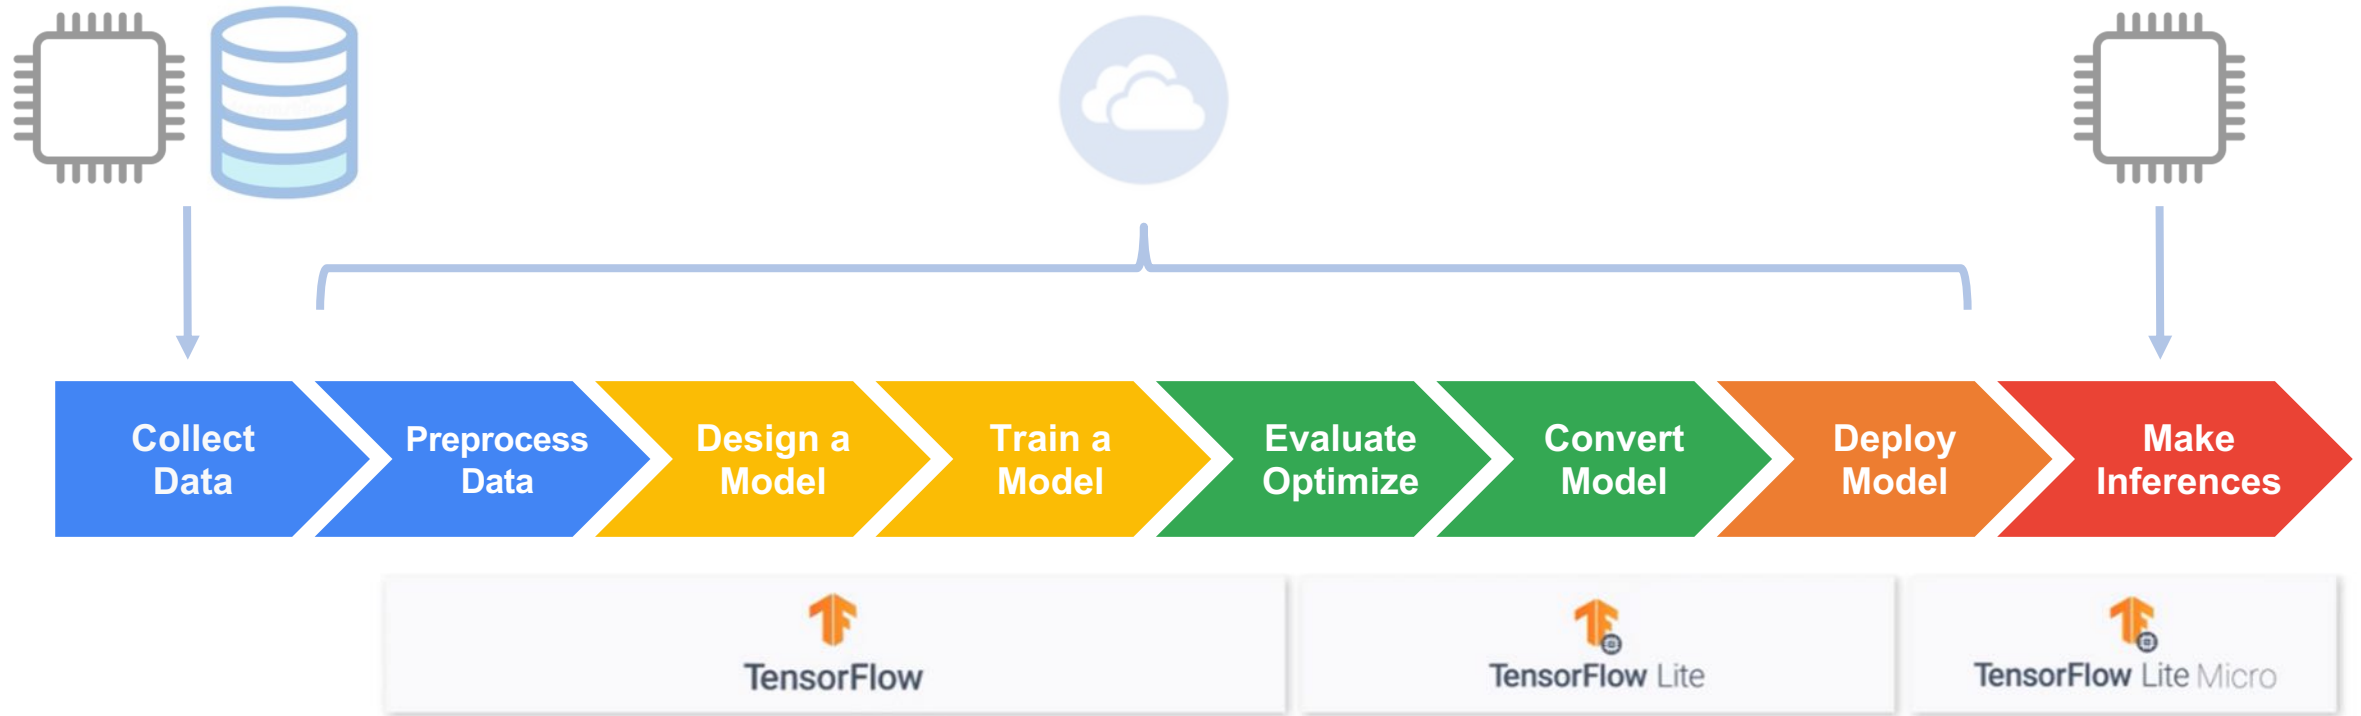 Collect
Data
Preprocess
Data
Design a
Model
Train a
Model
Evaluate
Optimize
Convert
Model
Deploy
Model
Make
Inferences
TensorFlow
TensorFlow Lite
TensorFlow Lite Micro